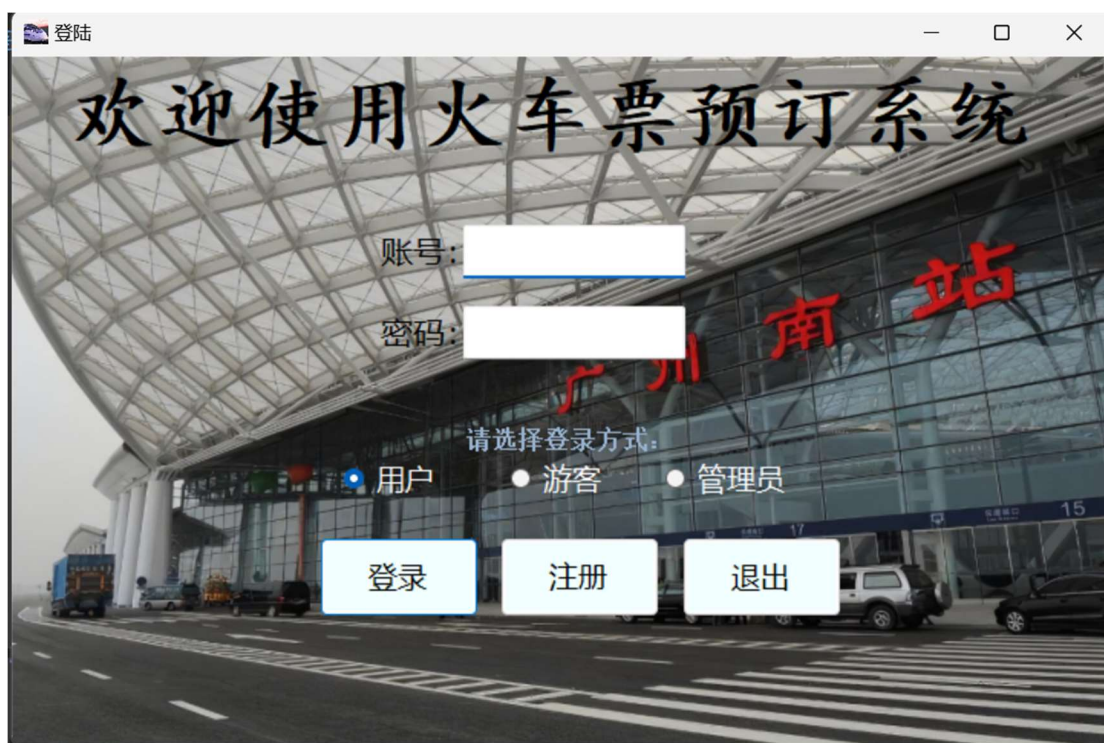 登陆
欢迎使用火车票预订系统
账号:
密码:
广州南站
请选择登录方式:
用户 游客 管理员
15
17
登录 注册 退出